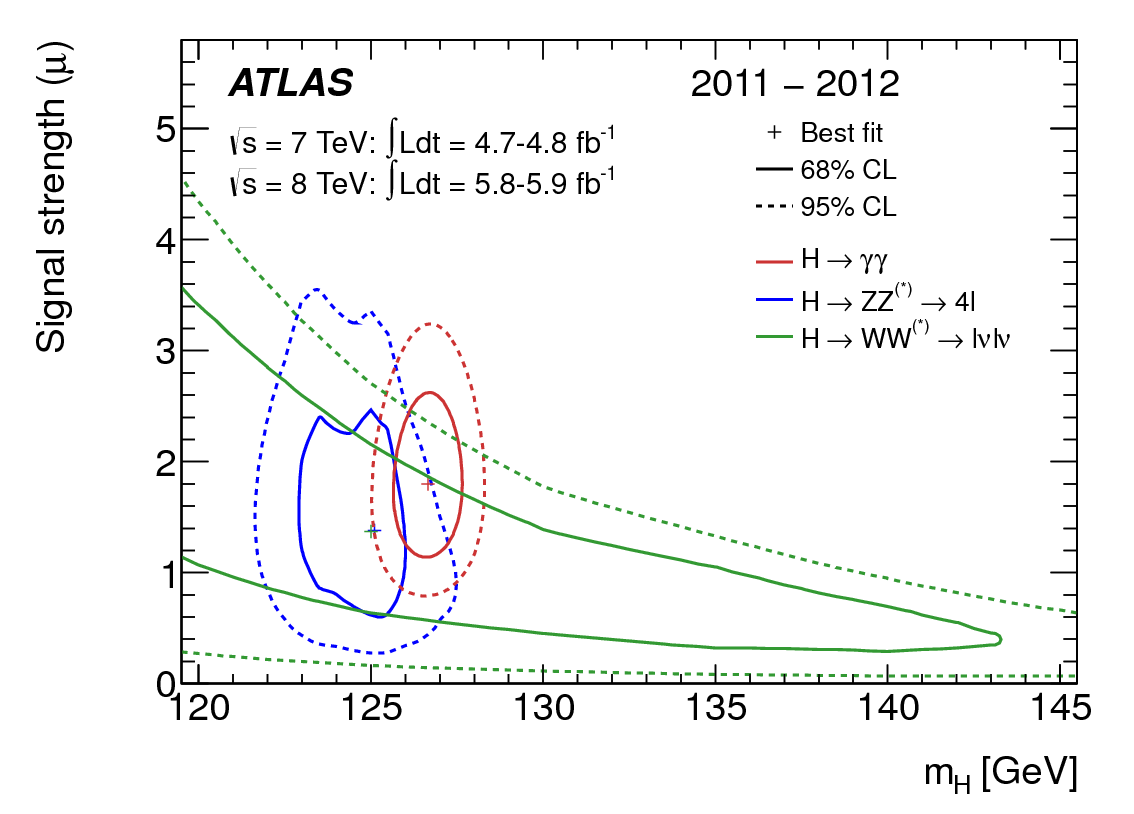 Signal strength (μ)
ATLAS
2011 – 2012
√s = 7 TeV: ∫Ldt = 4.7-4.8 fb⁻¹
√s = 8 TeV: ∫Ldt = 5.8-5.9 fb⁻¹
+ Best fit
68% CL
95% CL
H → γγ
H → ZZ⁽*⁾ → 4l
H → WW⁽*⁾ → lνlν
5
4
3
2
1
0
120 125 130 135 140 145
m_H [GeV]